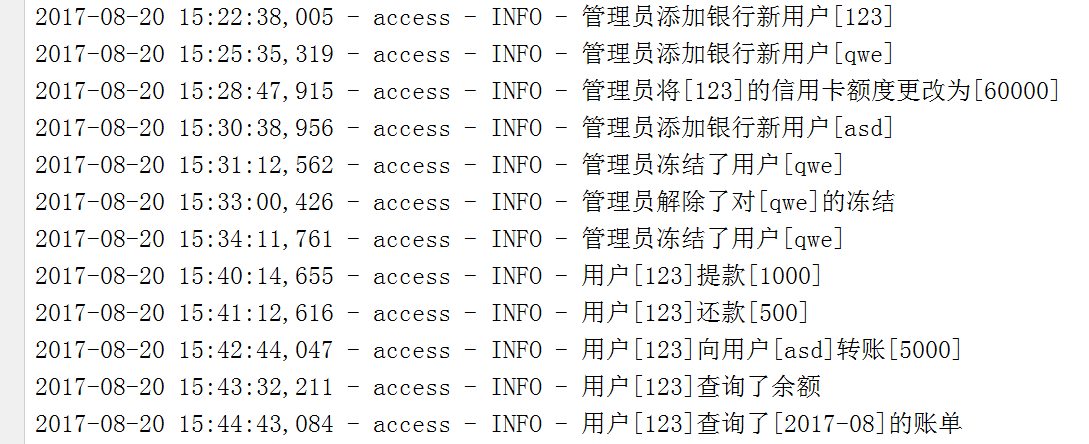 2017-08-20 15:22:38,005 - access - INFO - 管理员添加银行新用户[123]
2017-08-20 15:25:35,319 - access - INFO - 管理员添加银行新用户[qwe]
2017-08-20 15:28:47,915 - access - INFO - 管理员将[123]的信用卡额度更改为[60000]
2017-08-20 15:30:38,956 - access - INFO - 管理员添加银行新用户[asd]
2017-08-20 15:31:12,562 - access - INFO - 管理员冻结了用户[qwe]
2017-08-20 15:33:00,426 - access - INFO - 管理员解除了对[qwe]的冻结
2017-08-20 15:34:11,761 - access - INFO - 管理员冻结了用户[qwe]
2017-08-20 15:40:14,655 - access - INFO - 用户[123]提款[1000]
2017-08-20 15:41:12,616 - access - INFO - 用户[123]还款[500]
2017-08-20 15:42:44,047 - access - INFO - 用户[123]向用户[asd]转账[5000]
2017-08-20 15:43:32,211 - access - INFO - 用户[123]查询了余额
2017-08-20 15:44:43,084 - access - INFO - 用户[123]查询了[2017-08]的账单